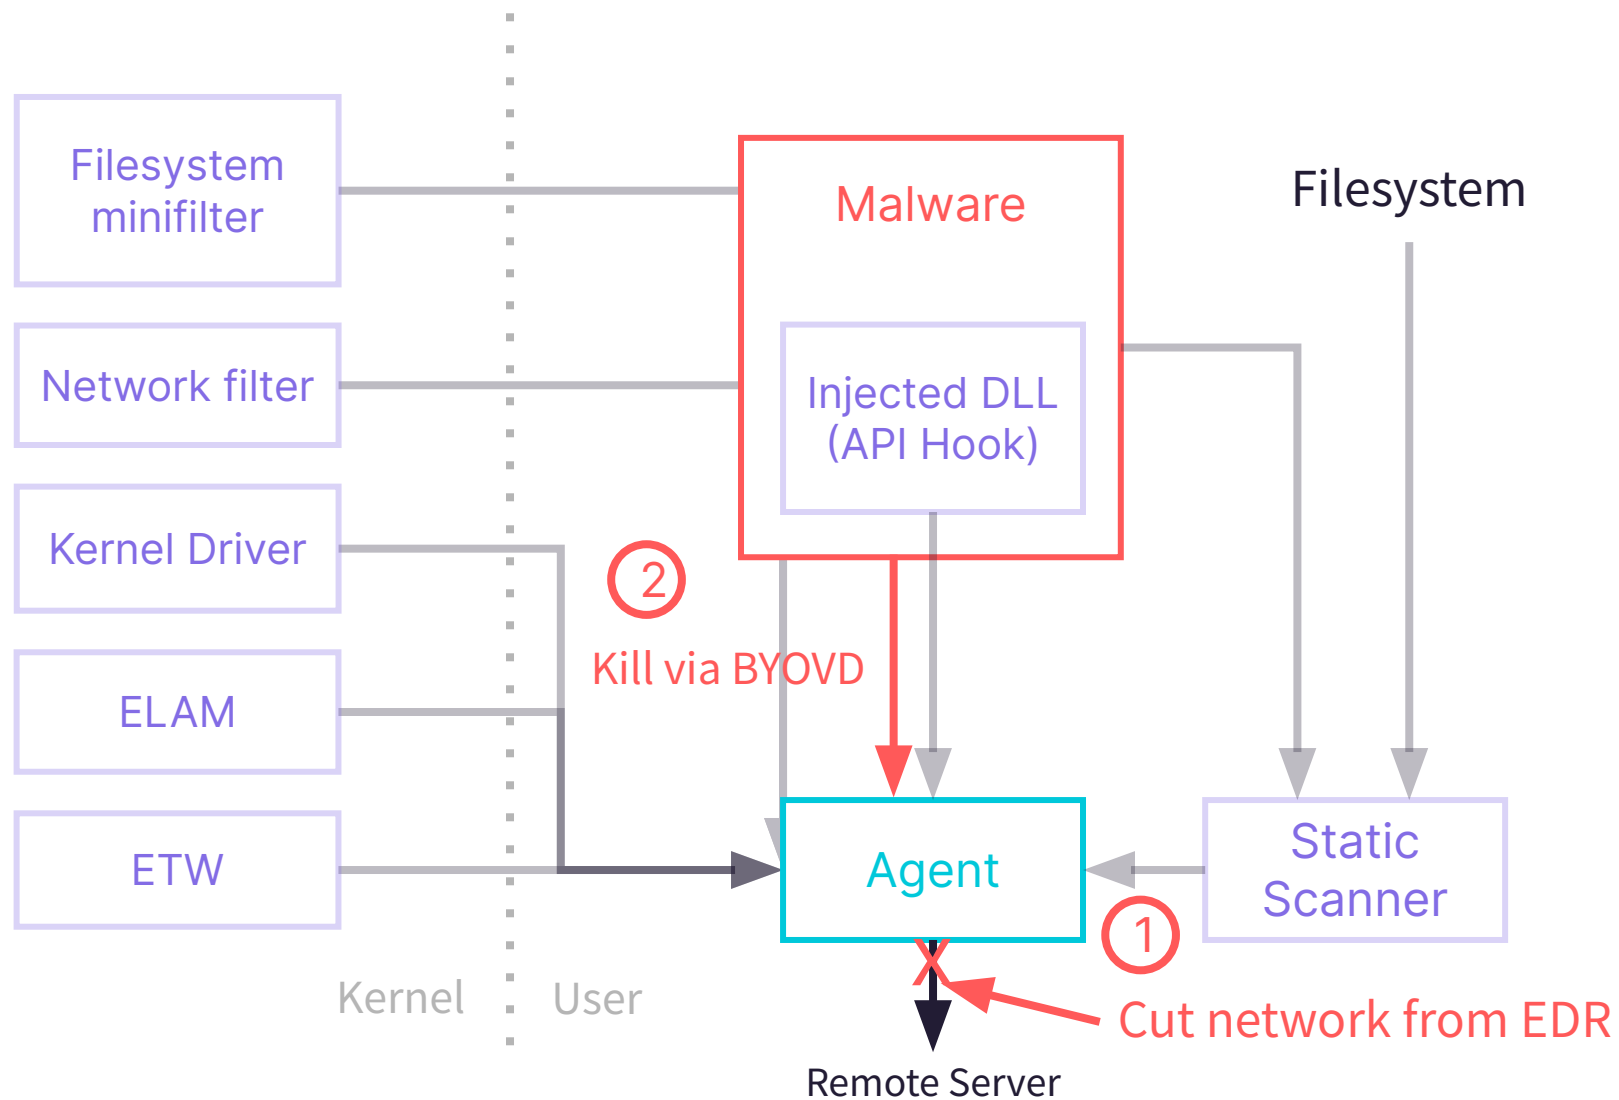 Filesystem
minifilter
Network filter
Kernel Driver
ELAM
ETW
Kernel
User
Malware
Injected DLL
(API Hook)
2
Kill via BYOVD
Agent
X
Remote Server
Filesystem
Static
Scanner
1
Cut network from EDR